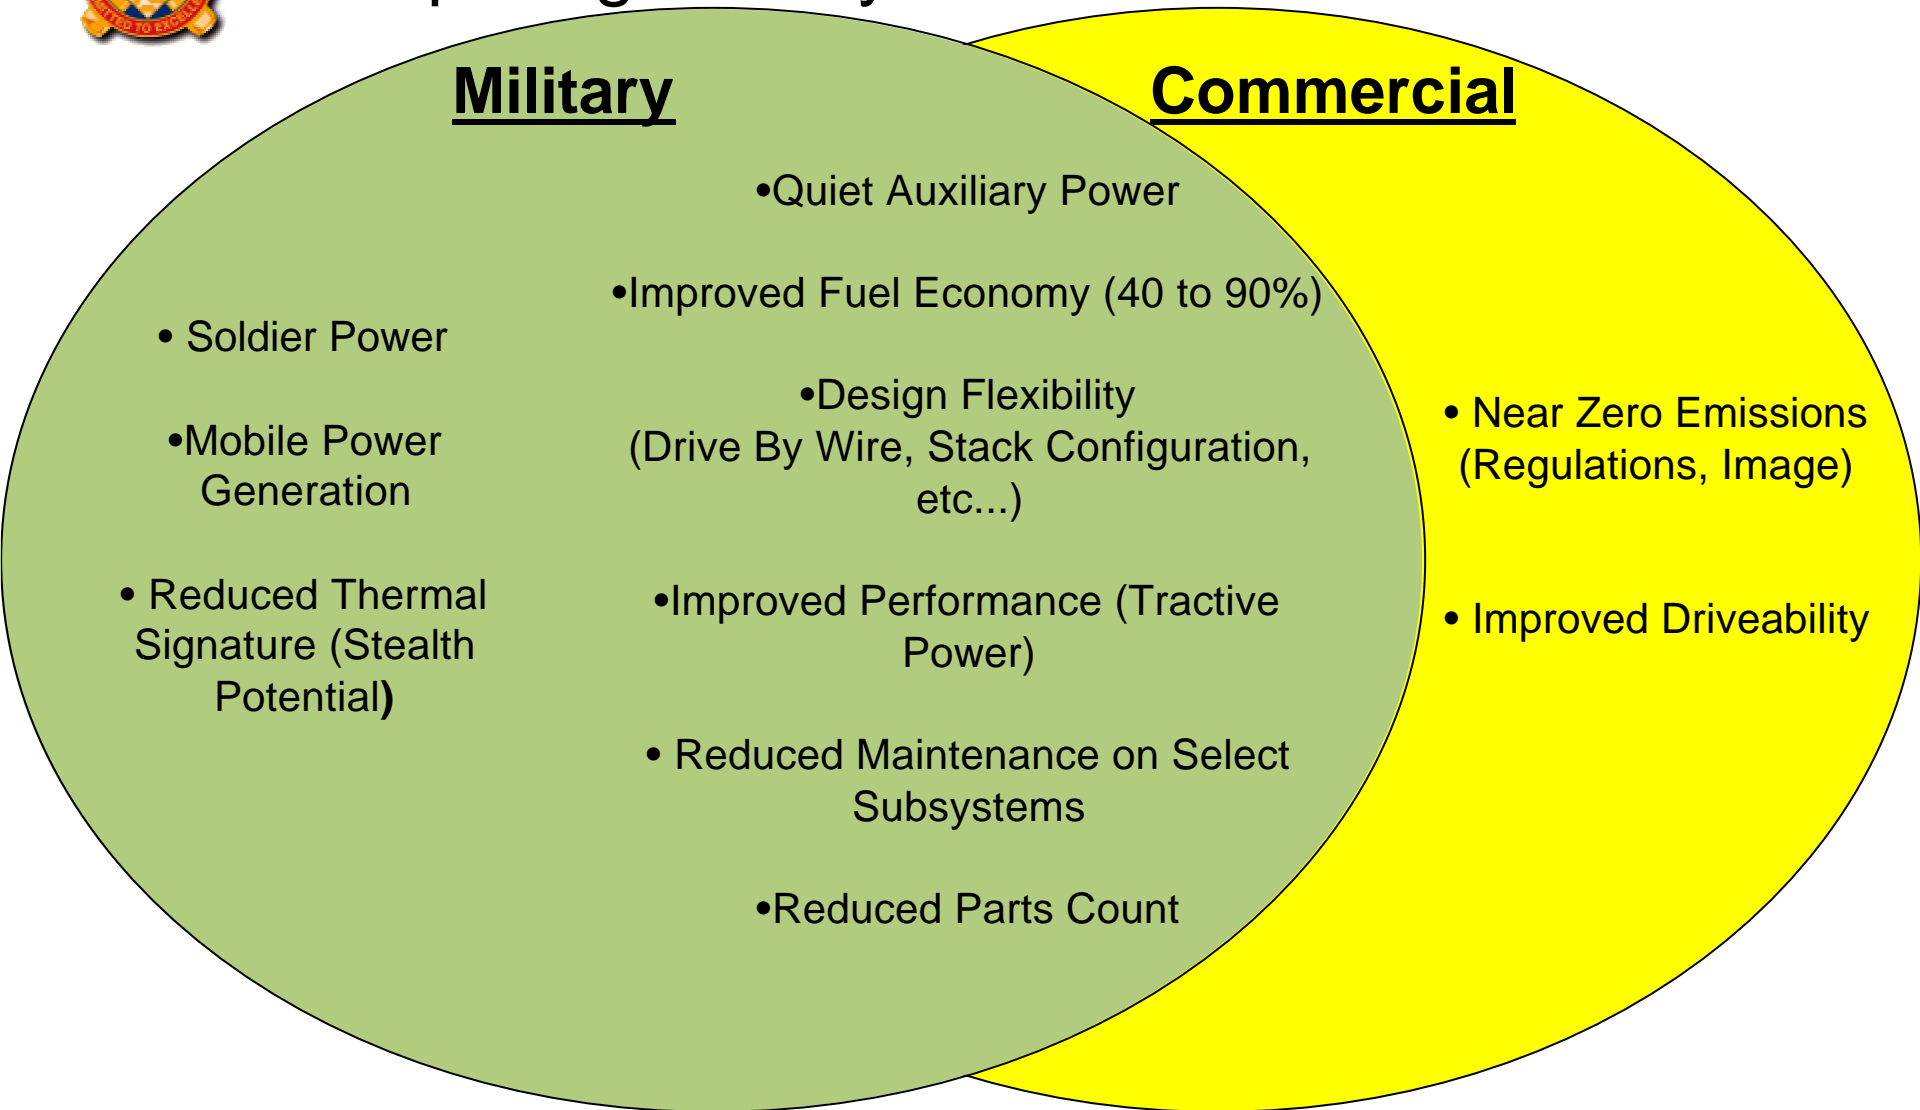 TO EXCELL
Military
Commercial
•Quiet Auxiliary Power
•Improved Fuel Economy (40 to 90%)
•Design Flexibility
(Drive By Wire, Stack Configuration,
etc...)
•Improved Performance (Tractive
Power)
• Reduced Maintenance on Select
Subsystems
•Reduced Parts Count
• Soldier Power
•Mobile Power
Generation
• Reduced Thermal
Signature (Stealth
Potential)
• Near Zero Emissions
(Regulations, Image)
• Improved Driveability